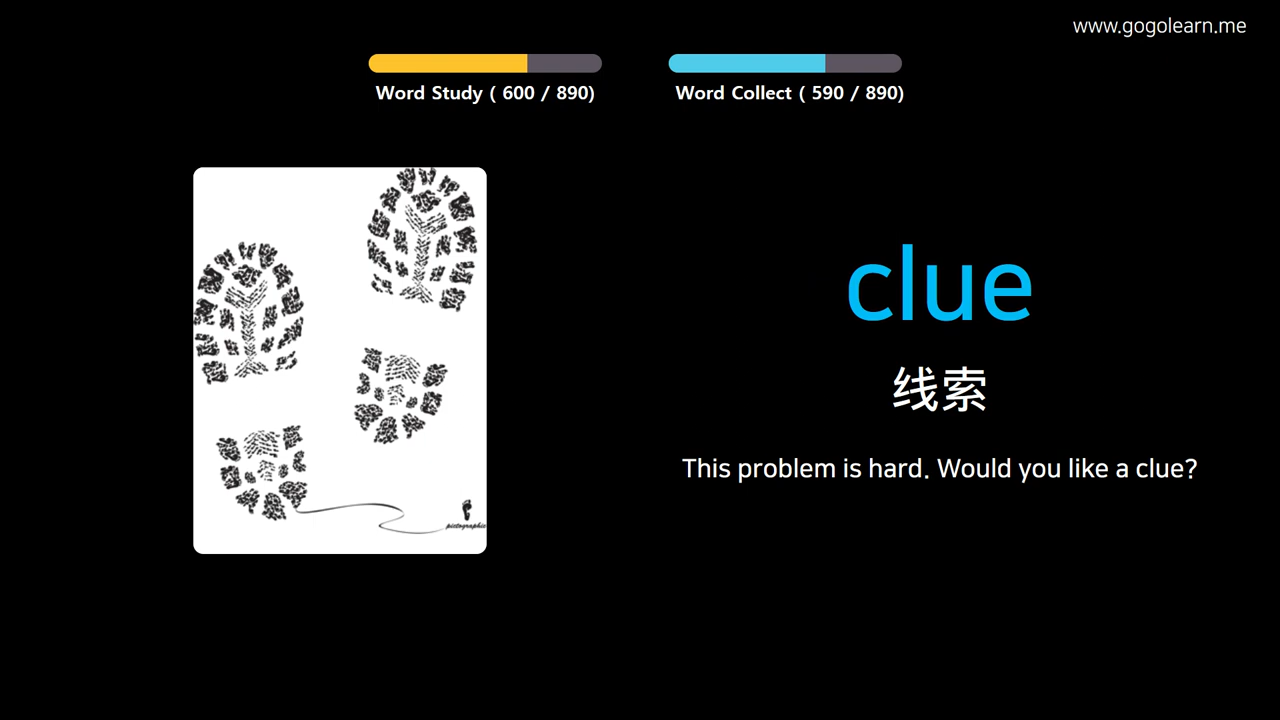 www.gogolearn.me
Word Study ( 600 / 890)
Word Collect ( 590 / 890)
clue
线索
This problem is hard. Would you like a clue?
pictographic